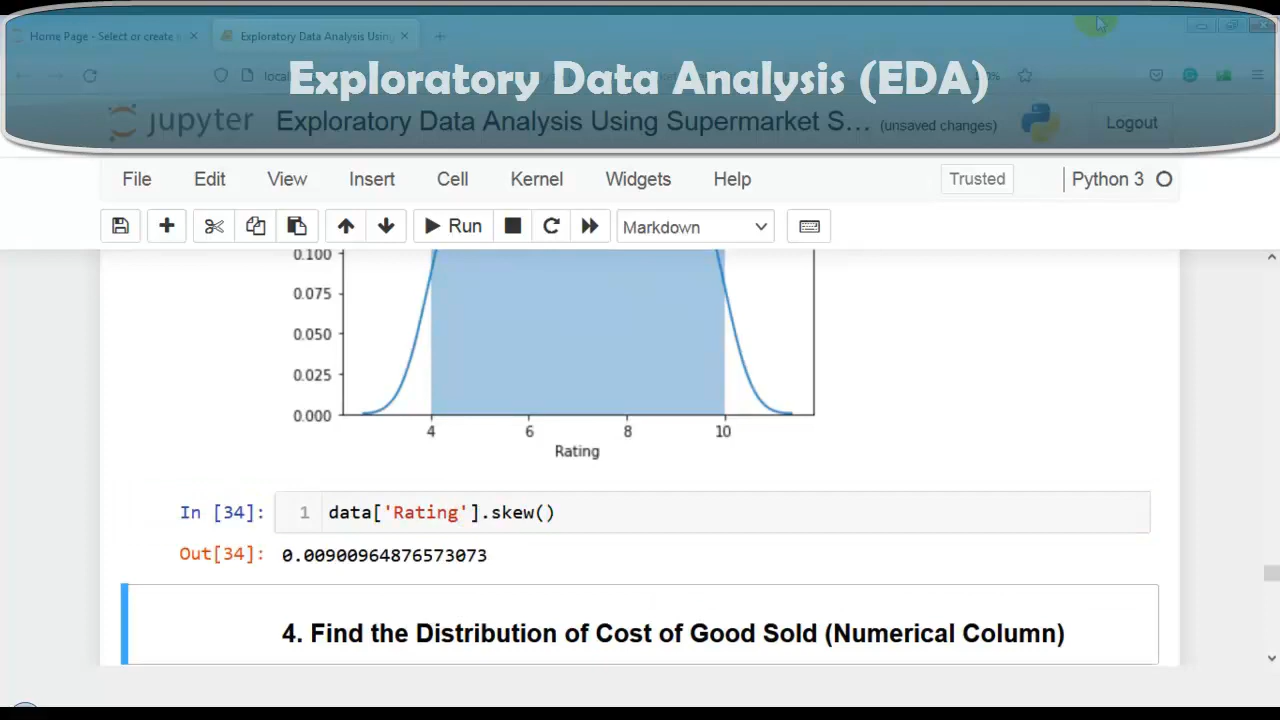 Home Page - Select or create
Exploratory Data Analysis Using
Exploratory Data Analysis (EDA)
jupyter Exploratory Data Analysis Using Supermarket S... (unsaved changes) Logout
File Edit View Insert Cell Kernel Widgets Help Trusted Python 3
Run Markdown
0.100
0.075
0.050
0.025
0.000
4 6 8 10
Rating
In [34]: 1 data['Rating'].skew()
Out[34]: 0.00900964876573073
4. Find the Distribution of Cost of Good Sold (Numerical Column)